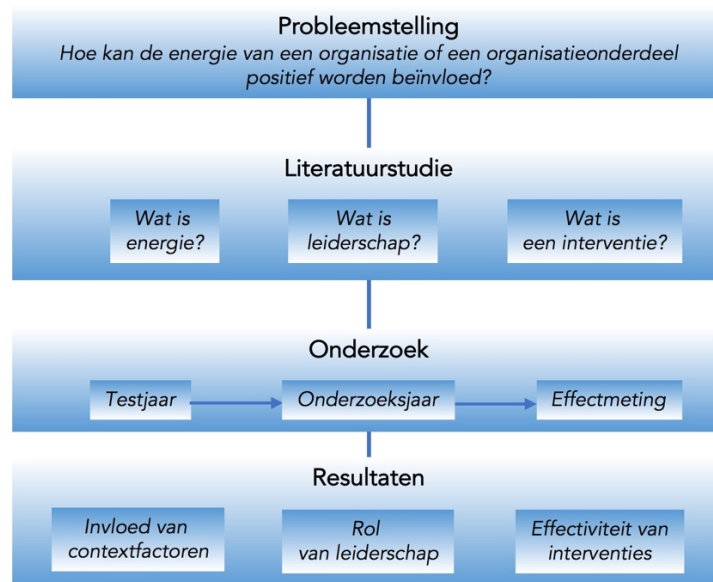 Probleemstelling
Hoe kan de energie van een organisatie of een organisatieonderdeel
positief worden beïnvloed?
Literatuurstudie
Wat is
energie?
Wat is
leiderschap?
Wat is
een interventie?
Onderzoek
Testjaar
Onderzoeksjaar
Effectmeting
Resultaten
Invloed van
contextfactoren
Rol
van leiderschap
Effectiviteit van
interventies